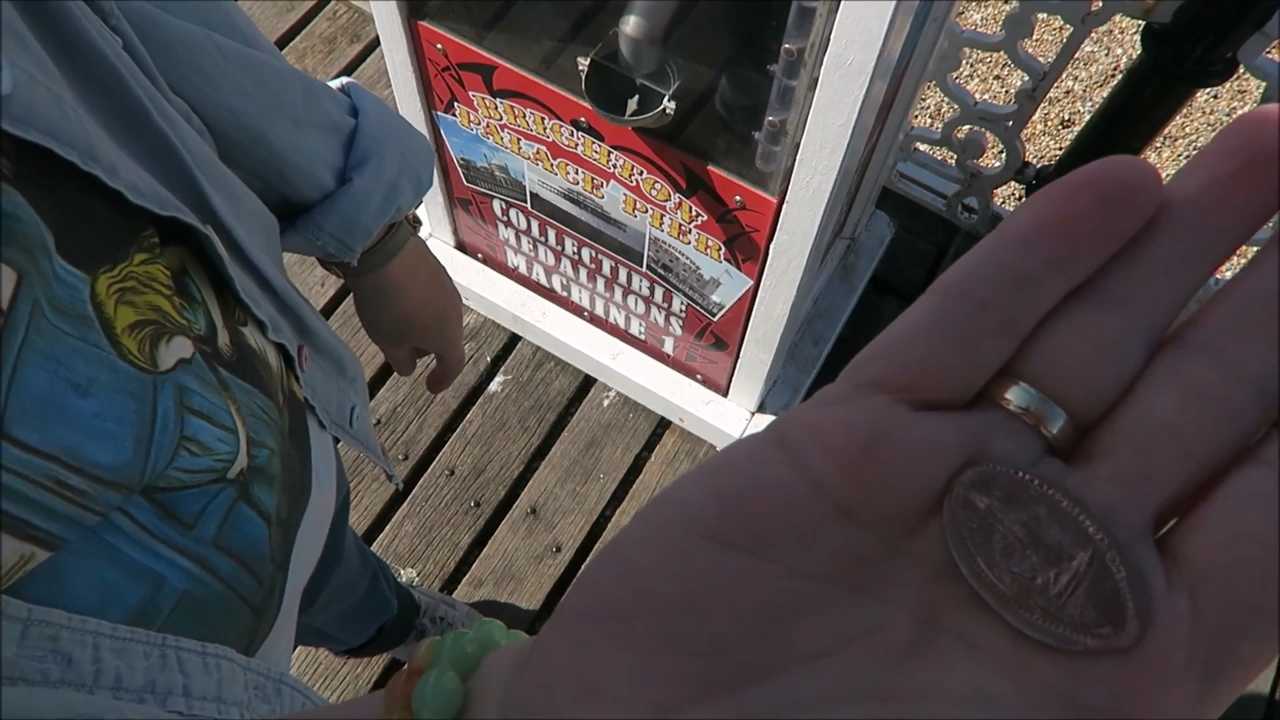 BRIGHTON
PALACE PIER
COLLECTIBLE
MEDALLIONS
MACHINE 1